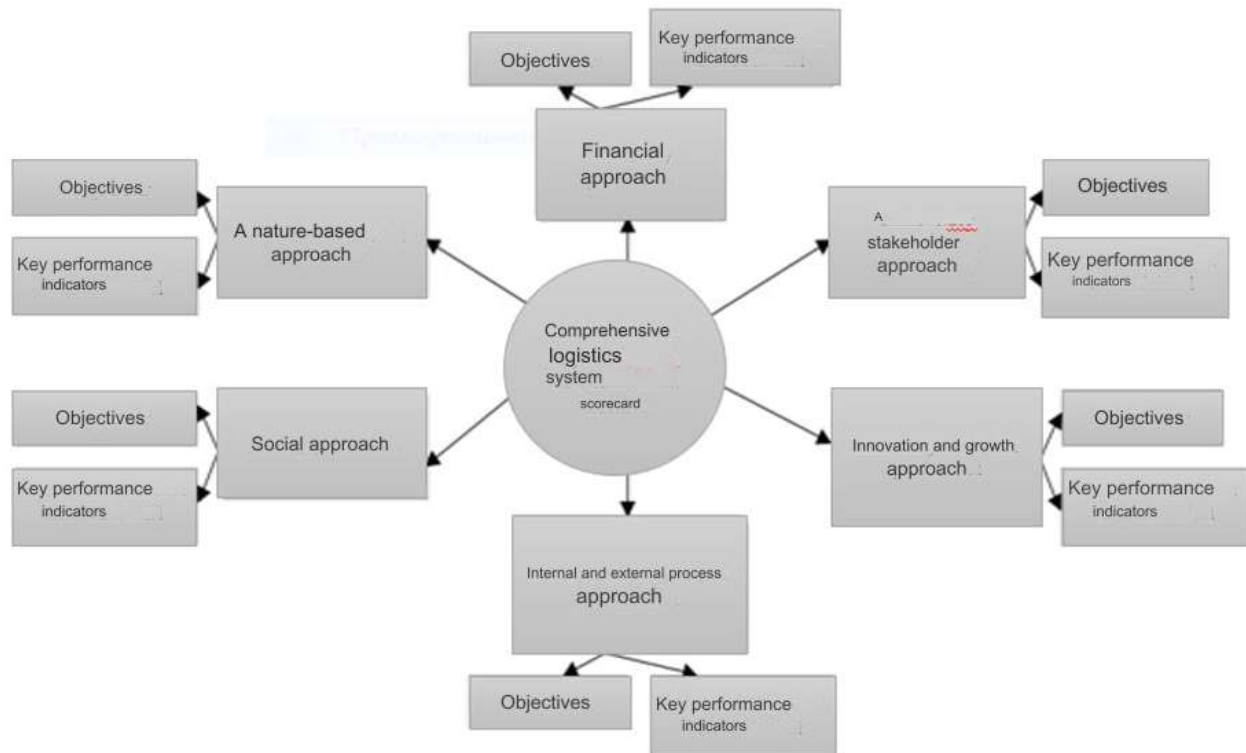 Key performance
indicators
Objectives
Financial
approach
Objectives
A nature-based
approach
Key performance
indicators
A
stakeholder
approach
Objectives
Key performance
indicators
Comprehensive
logistics
system
scorecard
Objectives
Social approach
Key performance
indicators
Innovation and growth
approach
Objectives
Key performance
indicators
Internal and external process
approach
Objectives
Key performance
indicators